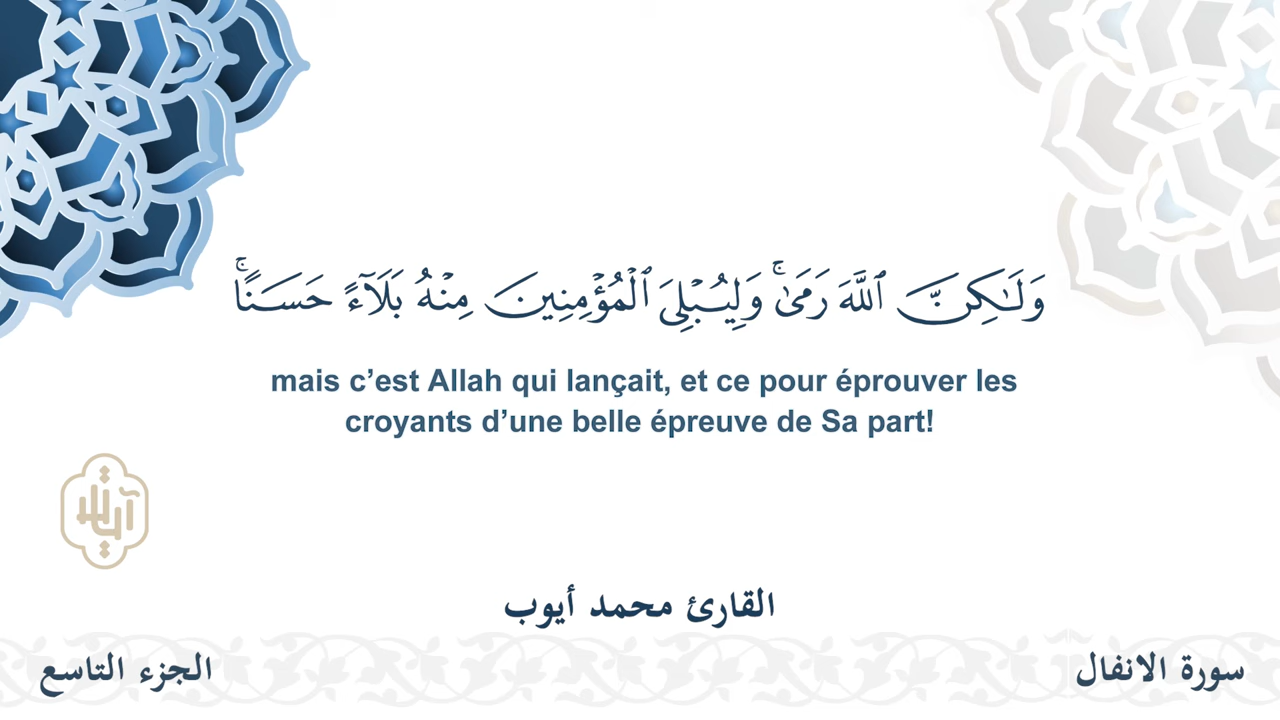 وَلَـٰكِنَّ ٱللَّهَ رَمَىٰۚ وَلِيُبْلِىَ ٱلْمُؤْمِنِينَ مِنْهُ بَلَآءً حَسَنًاۚ
mais c’est Allah qui lançait, et ce pour éprouver les
croyants d’une belle épreuve de Sa part!
آيات
القارئ محمد أيوب
سورة الانفال
الجزء التاسع